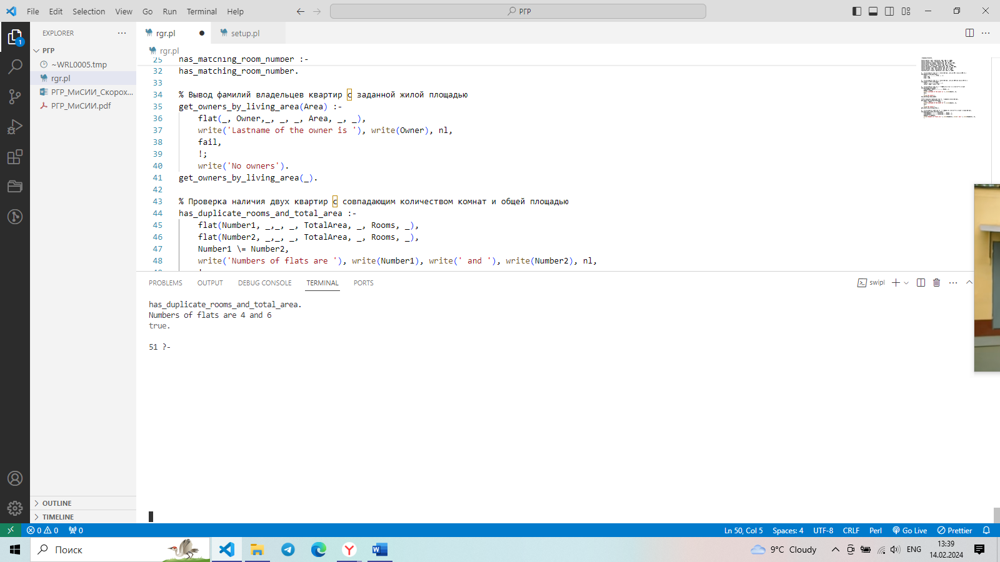 File Edit Selection View Go Run Terminal Help
РГР
EXPLORER
РГР
~WRL0005.tmp
rgr.pl
РГР_МиСИИ_Скорох...
РГР_МиСИИ.pdf
OUTLINE
TIMELINE
rgr.pl
setup.pl
rgr.pl
25 has_matching_room_number :-
32 has_matching_room_number.
33
34 % Вывод фамилий владельцев квартир с заданной жилой площадью
35 get_owners_by_living_area(Area) :-
36 flat(_, Owner,_, _, _, Area, _, _),
37 write('Lastname of the owner is '), write(Owner), nl,
38 fail,
39 !;
40 write('No owners').
41 get_owners_by_living_area(_).
42
43 % Проверка наличия двух квартир с совпадающим количеством комнат и общей площадью
44 has_duplicate_rooms_and_total_area :-
45 flat(Number1, _,_, _, TotalArea, _, Rooms, _),
46 flat(Number2, _,_, _, TotalArea, _, Rooms, _),
47 Number1 \= Number2,
48 write('Numbers of flats are '), write(Number1), write(' and '), write(Number2), nl,
PROBLEMS OUTPUT DEBUG CONSOLE TERMINAL PORTS
swipl
has_duplicate_rooms_and_total_area.
Numbers of flats are 4 and 6
true.
51 ?-
1
0 0 0
Ln 50, Col 5 Spaces: 4 UTF-8 CRLF Perl Go Live Prettier
Поиск
9°C Cloudy
ENG
13:39
14.02.2024